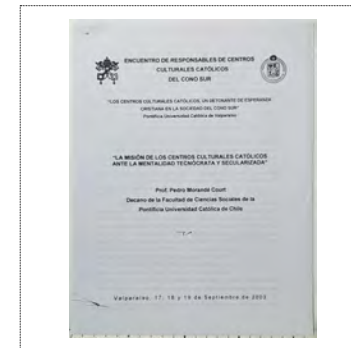 ENCUENTRO DE RESPONSABLES DE CENTROS
CULTURALES CATÓLICOS
DEL CONO SUR
"LOS CENTROS CULTURALES CATÓLICOS, UN DETONANTE DE ESPERANZA
CRISTIANA EN LA SOCIEDAD DEL CONO SUR"
Pontificia Universidad Católica de Valparaíso
"LA MISIÓN DE LOS CENTROS CULTURALES CATÓLICOS
ANTE LA MENTALIDAD TECNÓCRATA Y SECULARIZADA"
Prof. Pedro Morandé Court
Decano de la Facultad de Ciencias Sociales de la
Pontificia Universidad Católica de Chile
Valparaíso, 17, 18 y 19 de Septiembre de